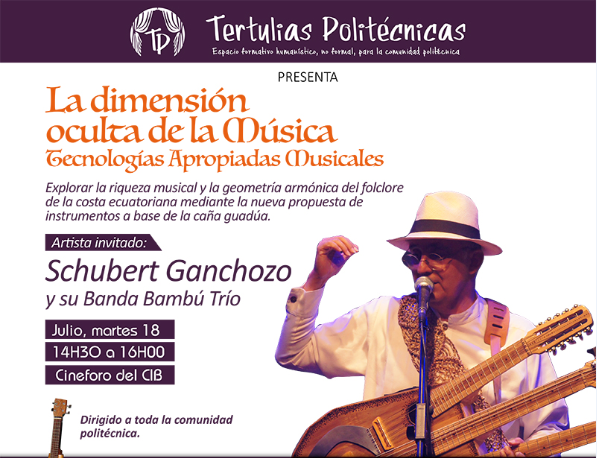 TP
Tertulias Politécnicas
Espacio formativo humanístico, no formal, para la comunidad politécnica
PRESENTA
La dimensión
oculta de la Música
Tecnologías Apropiadas Musicales
Explorar la riqueza musical y la geometría armónica del folclore
de la costa ecuatoriana mediante la nueva propuesta de
instrumentos a base de la caña guadúa.
Artista invitado:
Schubert Ganchozo
y su Banda Bambú Trío
Julio, martes 18
14H30 a 16H00
Cineforo del CIB
Dirigido a toda la comunidad
politécnica.